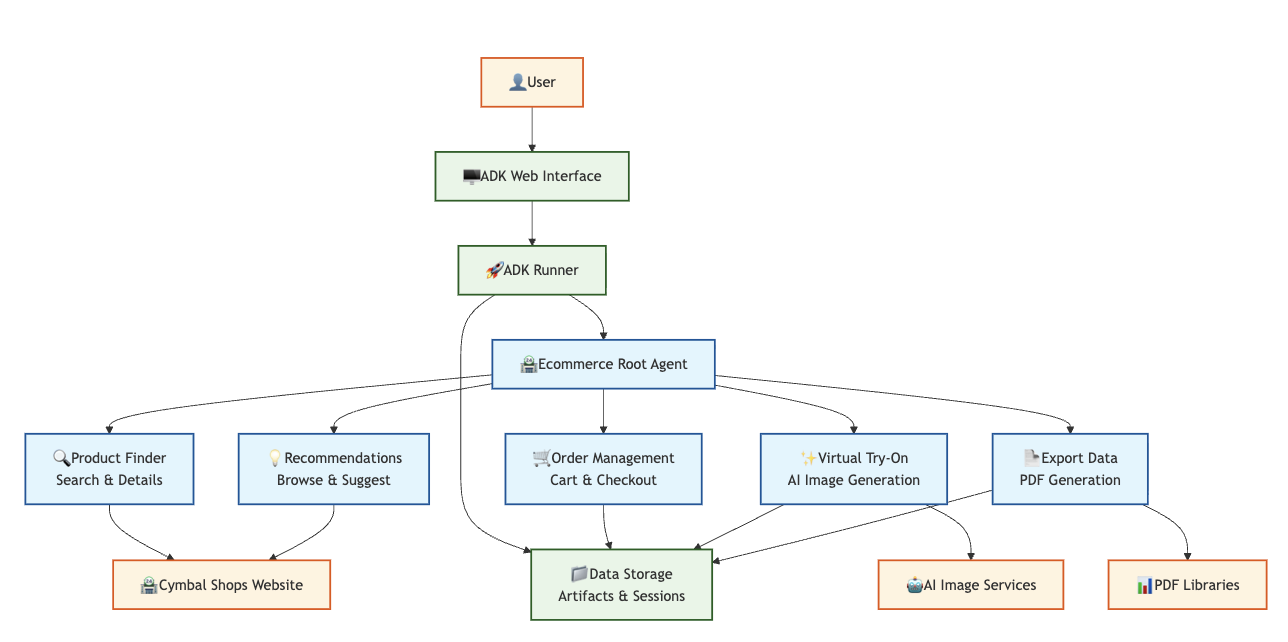 👤User
🖥️ADK Web Interface
🚀ADK Runner
🏪Ecommerce Root Agent
🔍Product Finder
Search & Details
💡Recommendations
Browse & Suggest
🛒Order Management
Cart & Checkout
✨Virtual Try-On
AI Image Generation
📄Export Data
PDF Generation
🏪Cymbal Shops Website
📁Data Storage
Artifacts & Sessions
🤖AI Image Services
📊PDF Libraries